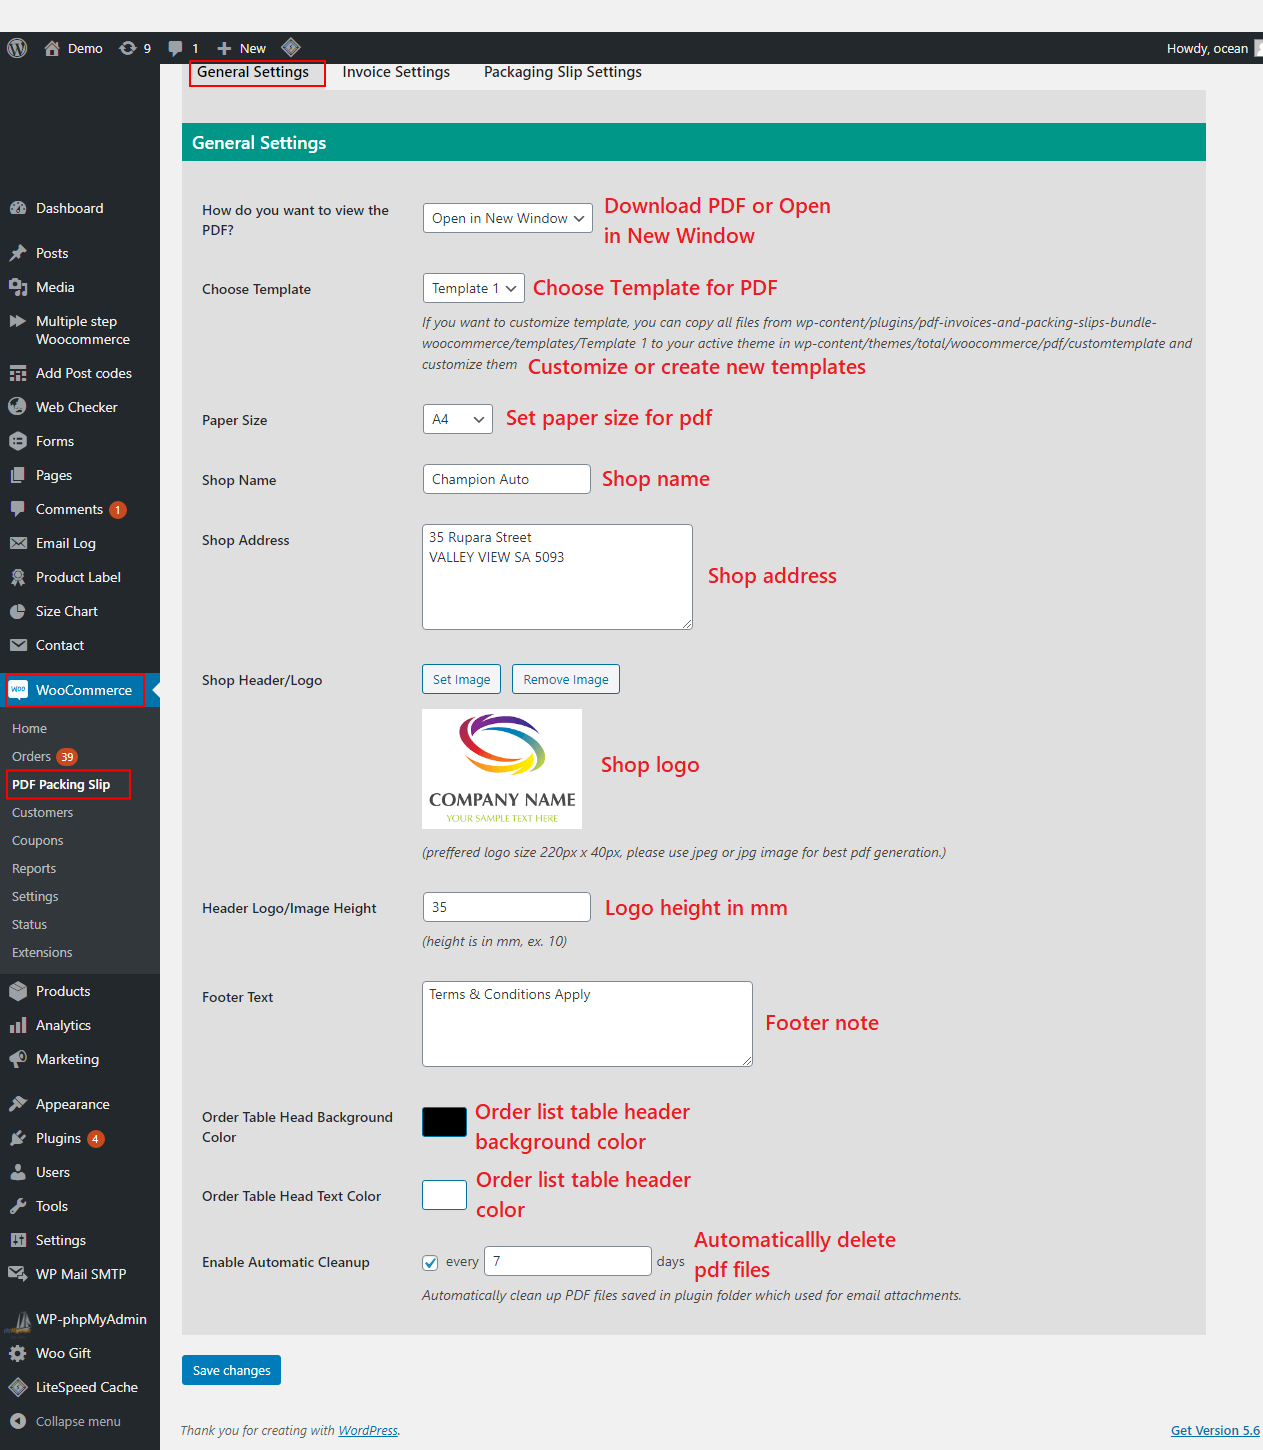 Demo 9 1 New Howdy, ocean
General Settings Invoice Settings Packaging Slip Settings
General Settings
Dashboard
Posts
Media
Multiple step
Woocommerce
Add Post codes
Web Checker
Forms
Pages
Comments 1
Email Log
Product Label
Size Chart
Contact
woo WooCommerce
Home
Orders 39
PDF Packing Slip
Customers
Coupons
Reports
Settings
Status
Extensions
Products
Analytics
Marketing
Appearance
Plugins 4
Users
Tools
Settings
WP Mail SMTP
WP-phpMyAdmin
Woo Gift
LiteSpeed Cache
Collapse menu
How do you want to view the
PDF?
Open in New Window
Download PDF or Open
in New Window
Choose Template
Template 1
Choose Template for PDF
If you want to customize template, you can copy all files from wp-content/plugins/pdf-invoices-and-packing-slips-bundle-
woocommerce/templates/Template 1 to your active theme in wp-content/themes/total/woocommerce/pdf/customtemplate and
customize them
Customize or create new templates
Paper Size
A4
Set paper size for pdf
Shop Name
Champion Auto
Shop name
Shop Address
35 Rupara Street
VALLEY VIEW SA 5093
Shop address
Shop Header/Logo
Set Image Remove Image
COMPANY NAME
YOUR SAMPLE TEXT HERE
Shop logo
(preffered logo size 220px x 40px, please use jpeg or jpg image for best pdf generation.)
Header Logo/Image Height
35
Logo height in mm
(height is in mm, ex. 10)
Footer Text
Terms & Conditions Apply
Footer note
Order Table Head Background
Color
Order list table header
background color
Order Table Head Text Color
Order list table header
color
Enable Automatic Cleanup
every 7 days
Automaticallly delete
pdf files
Automatically clean up PDF files saved in plugin folder which used for email attachments.
Save changes
Thank you for creating with WordPress.
Get Version 5.6